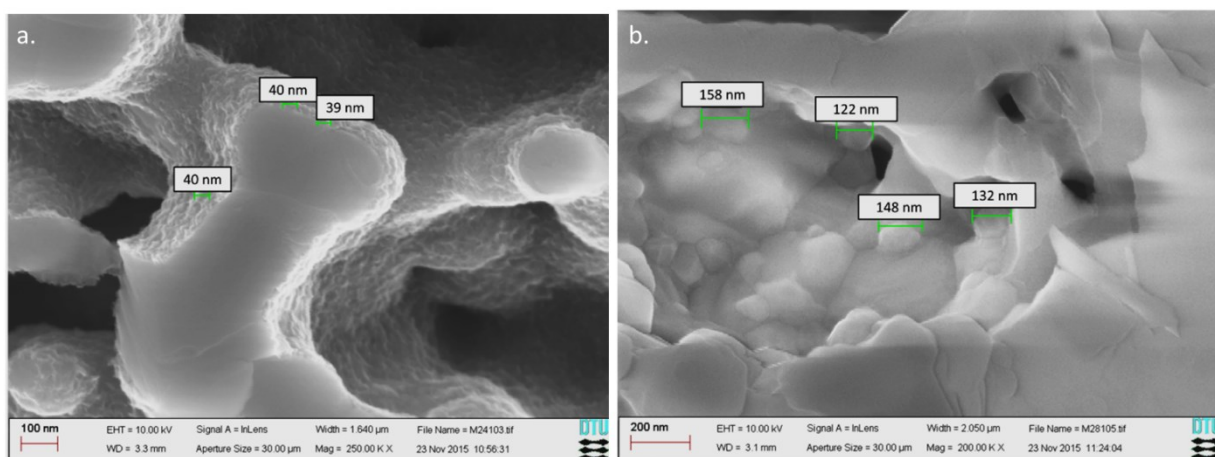 a.
40 nm
39 nm
40 nm
100 nm
EHT = 10.00 kV Signal A = InLens Width = 1.640 µm File Name = M24103.tif
WD = 3.3 mm Aperture Size = 30.00 µm Mag = 250.00 K X 23 Nov 2015 10:56:31
DTU
b.
158 nm
122 nm
148 nm
132 nm
200 nm
EHT = 10.00 kV Signal A = InLens Width = 2.050 µm File Name = M28105.tif
WD = 3.1 mm Aperture Size = 30.00 µm Mag = 200.00 K X 23 Nov 2015 11:24:04
DTU